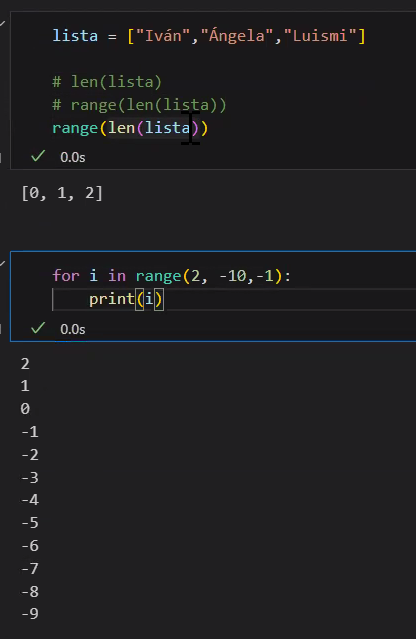 lista = ["Iván","Ángela","Luismi"]
# len(lista)
# range(len(lista))
range(len(lista))
0.0s
[0, 1, 2]
for i in range(2, -10,-1):
    print(i)
0.0s
2
1
0
-1
-2
-3
-4
-5
-6
-7
-8
-9